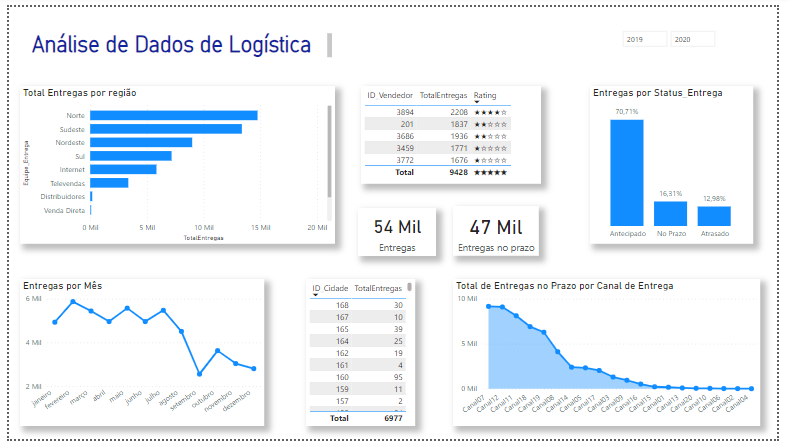 Análise de Dados de Logística
2019 2020
Total Entregas por região
Equipe_Entrega
Norte
Sudeste
Nordeste
Sul
Internet
Televendas
Distribuidores
Venda Direta
0 Mil 5 Mil 10 Mil 15 Mil 20 Mil
TotalEntregas
ID_Vendedor TotalEntregas Rating
3894 2208 ★★★★☆
201 1837 ★★☆☆☆
3686 1936 ★★☆☆☆
3459 1771 ★☆☆☆☆
3772 1676 ★☆☆☆☆
Total 9428 ★★★★★
54 Mil
Entregas
47 Mil
Entregas no prazo
Entregas por Status_Entrega
70,71%
16,31%
12,98%
Antecipado No Prazo Atrasado
Entregas por Mês
6 Mil
4 Mil
2 Mil
janeiro fevereiro março abril maio junho julho agosto setembro outubro novembro dezembro
ID_Cidade TotalEntregas
168 30
167 10
165 39
164 25
162 19
161 4
160 95
159 11
157 2
Total 6977
Total de Entregas no Prazo por Canal de Entrega
10 Mil
5 Mil
0 Mil
Canal07 Canal12 Canal11 Canal18 Canal19 Canal08 Canal14 Canal05 Canal17 Canal03 Canal09 Canal16 Canal15 Canal01 Canal13 Canal20 Canal10 Canal06 Canal02 Canal04